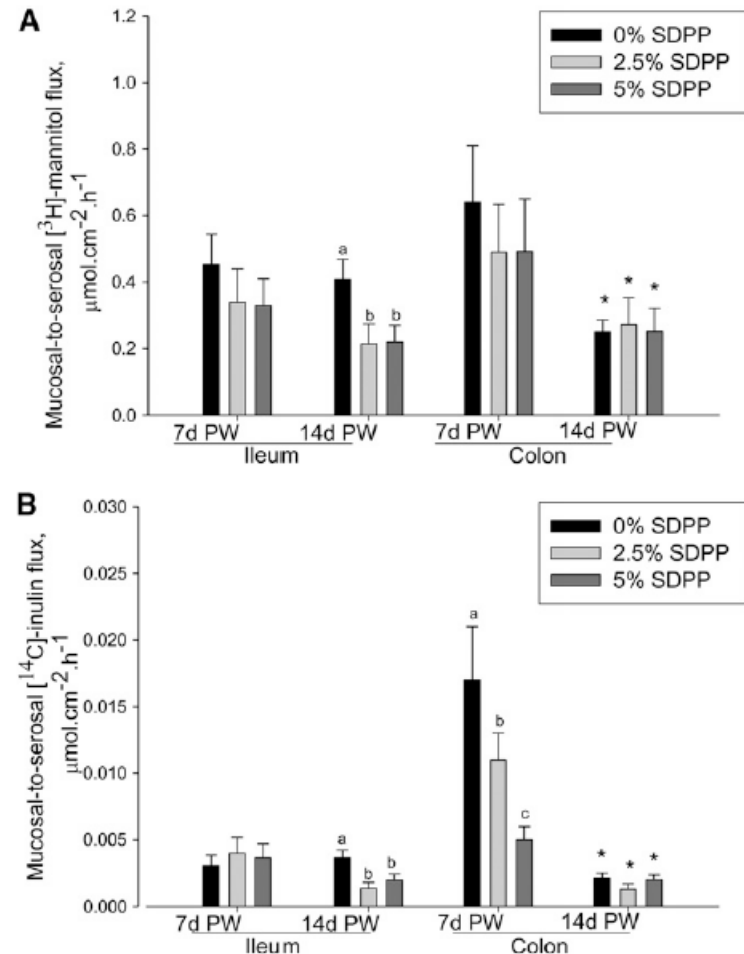 A
Mucosal-to-serosal [³H]-mannitol flux,
μmol.cm⁻².h⁻¹
1.2
1.0
0.8
0.6
0.4
0.2
0.0
0% SDPP
2.5% SDPP
5% SDPP
a
b b
* * *
7d PW 14d PW 7d PW 14d PW
Ileum Colon
B
Mucosal-to-serosal [¹⁴C]-inulin flux,
μmol.cm⁻².h⁻¹
0.030
0.025
0.020
0.015
0.010
0.005
0.000
0% SDPP
2.5% SDPP
5% SDPP
a
b b
a
b
c
* * *
7d PW 14d PW 7d PW 14d PW
Ileum Colon